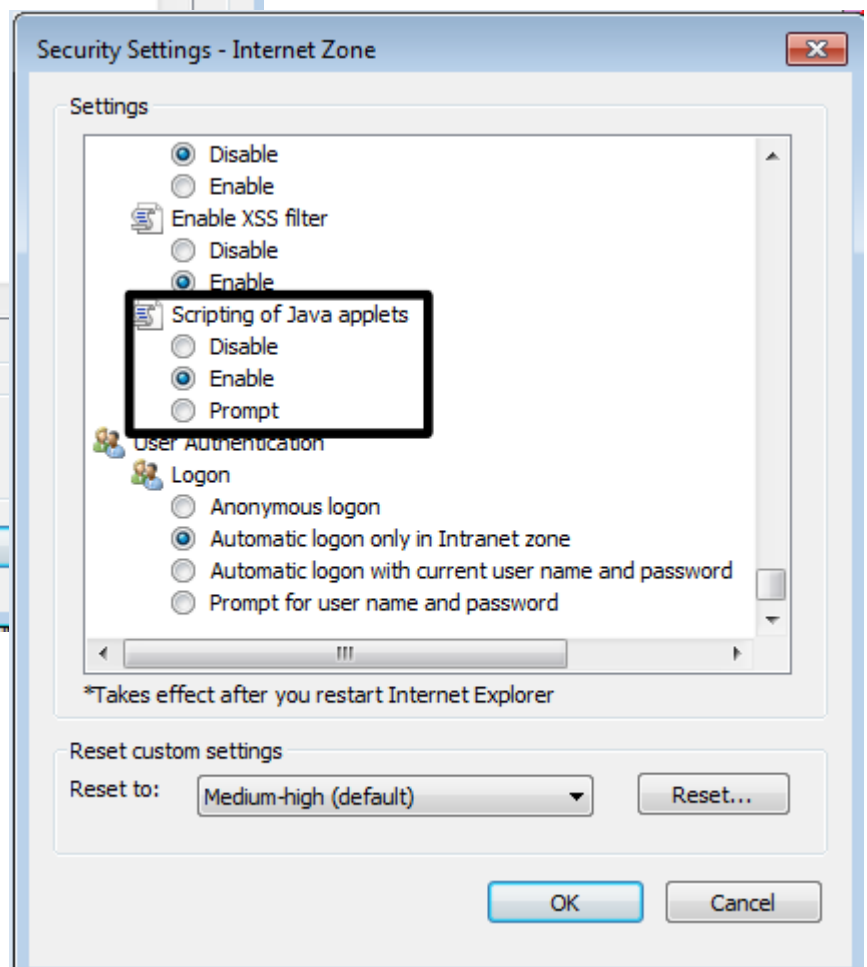 Security Settings - Internet Zone
Settings
Disable
Enable
Enable XSS filter
Disable
Enable
Scripting of Java applets
Disable
Enable
Prompt
User Authentication
Logon
Anonymous logon
Automatic logon only in Intranet zone
Automatic logon with current user name and password
Prompt for user name and password
*Takes effect after you restart Internet Explorer
Reset custom settings
Reset to: Medium-high (default) Reset...
OK Cancel